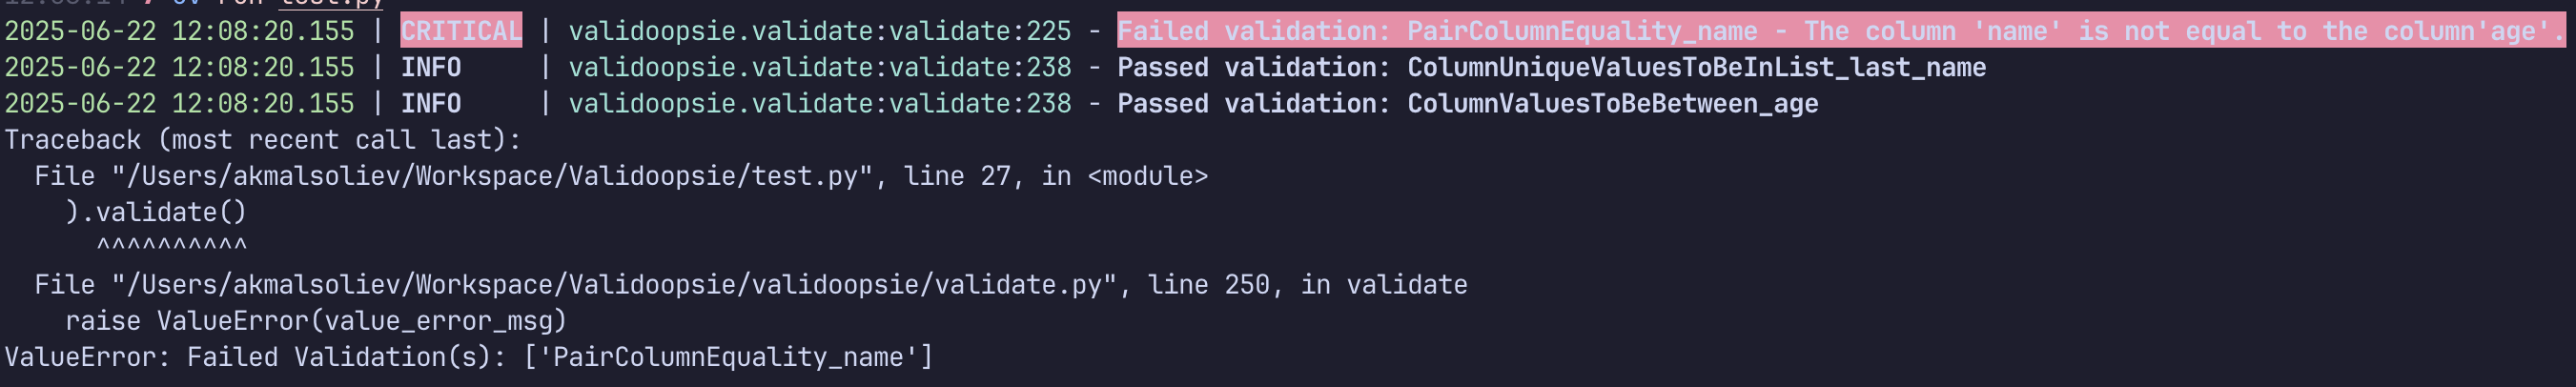 test.py
2025-06-22 12:08:20.155 | CRITICAL | validoopsie.validate:validate:225 - Failed validation: PairColumnEquality_name - The column 'name' is not equal to the column'age'.
2025-06-22 12:08:20.155 | INFO     | validoopsie.validate:validate:238 - Passed validation: ColumnUniqueValuesToBeInList_last_name
2025-06-22 12:08:20.155 | INFO     | validoopsie.validate:validate:238 - Passed validation: ColumnValuesToBeBetween_age
Traceback (most recent call last):
  File "/Users/akmalsoliev/Workspace/Validoopsie/test.py", line 27, in <module>
    ).validate()
      ^^^^^^^^^^
  File "/Users/akmalsoliev/Workspace/Validoopsie/validoopsie/validate.py", line 250, in validate
    raise ValueError(value_error_msg)
ValueError: Failed Validation(s): ['PairColumnEquality_name']